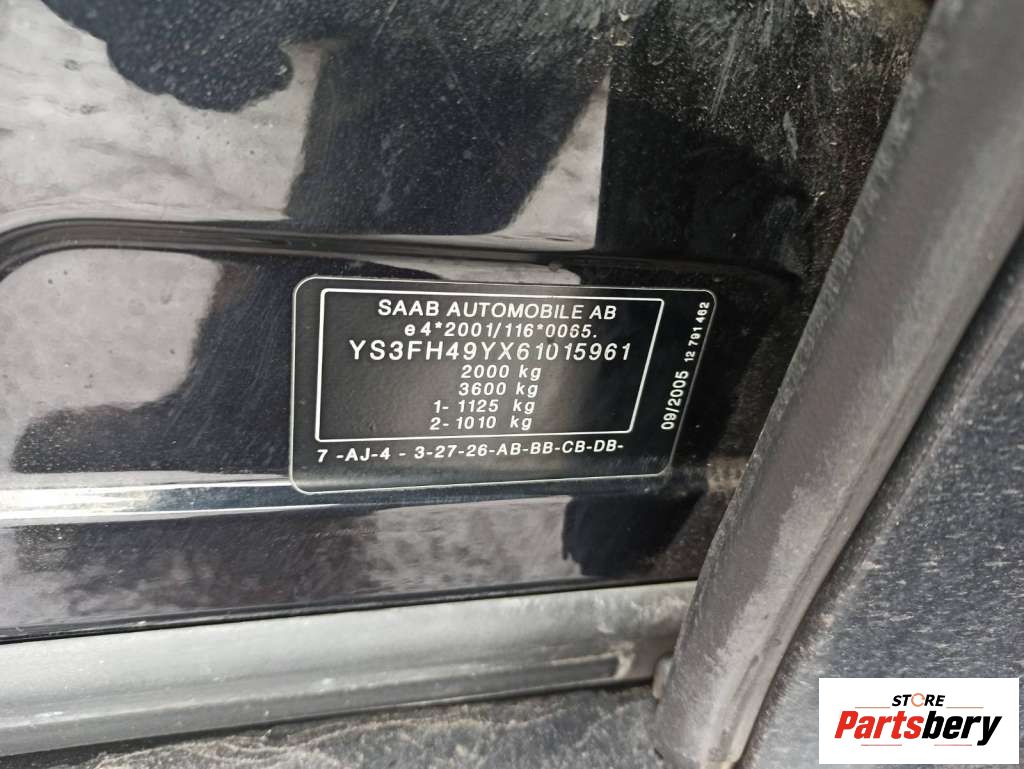 SAAB AUTOMOBILE AB
e4*2001/116*0065.
YS3FH49YX61015961
2000 kg
3600 kg
1- 1125 kg
2- 1010 kg
7 -AJ-4 - 3-27-26-AB-BB-CB-DB-
09/2005 12 791 462
STORE
Partsbery